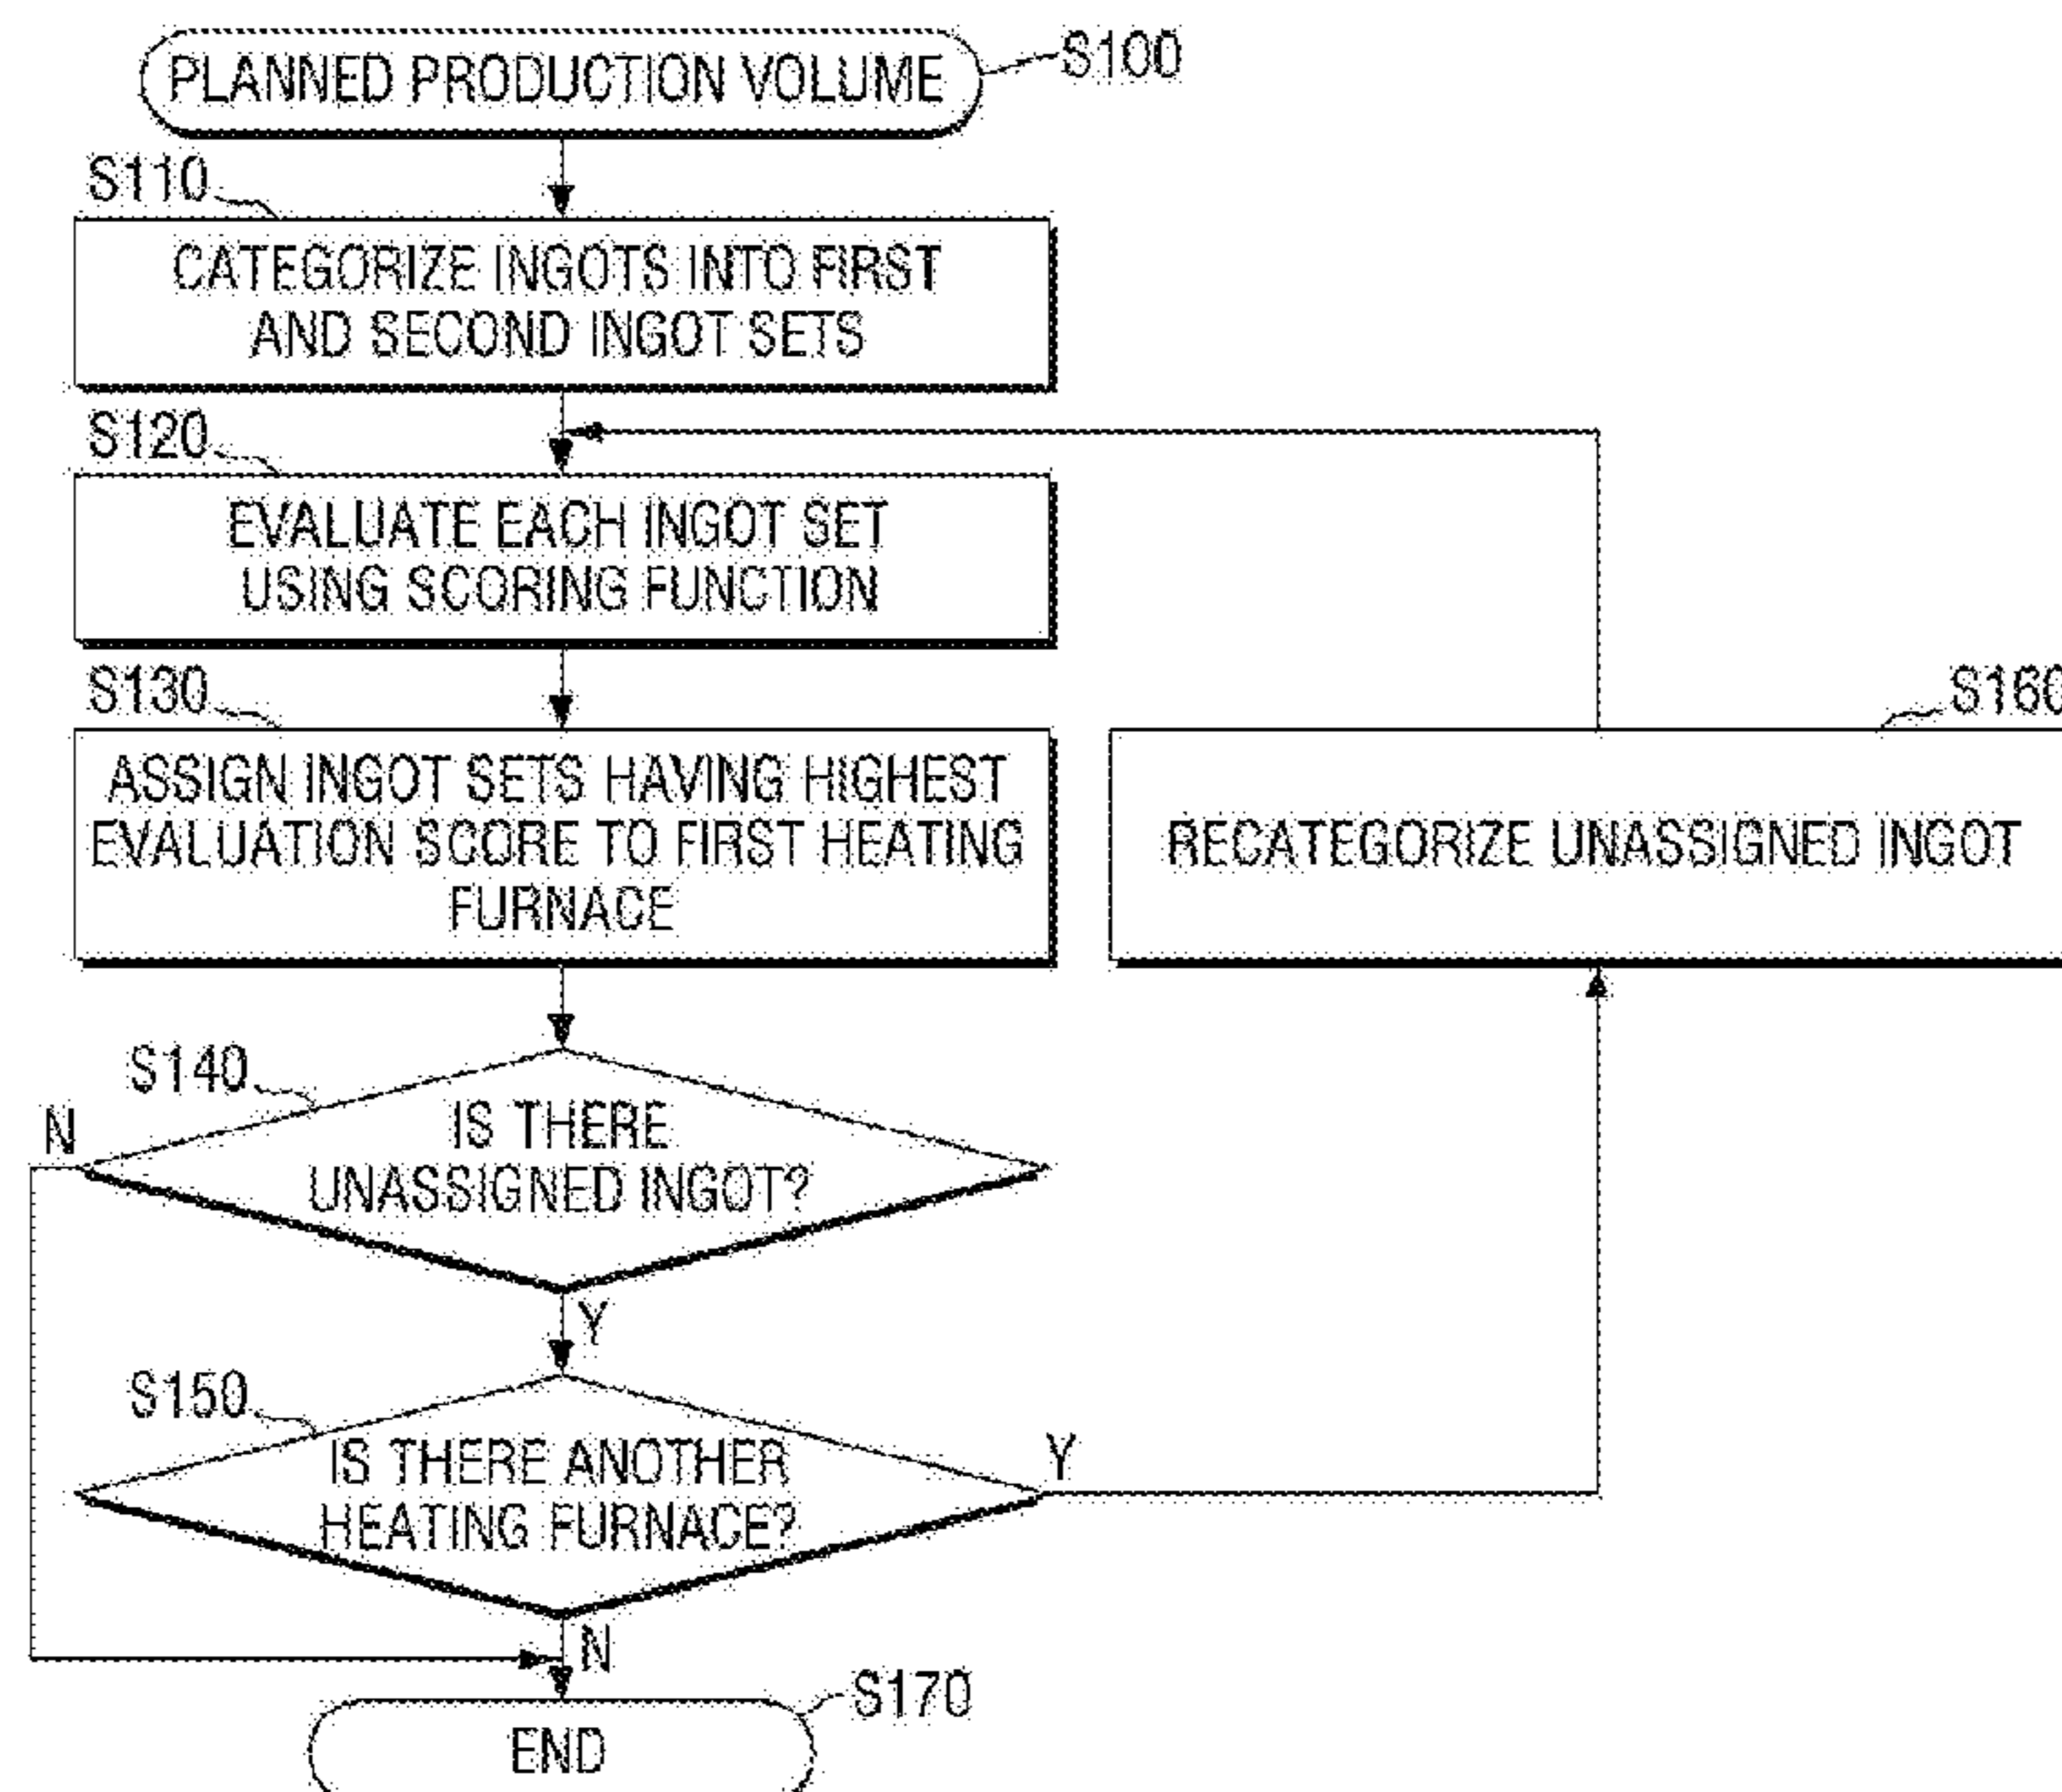 PLANNED PRODUCTION VOLUME
S100
S110
CATEGORIZE INGOTS INTO FIRST
AND SECOND INGOT SETS
S120
EVALUATE EACH INGOT SET
USING SCORING FUNCTION
S130
ASSIGN INGOT SETS HAVING HIGHEST
EVALUATION SCORE TO FIRST HEATING
FURNACE
S160
RECATEGORIZE UNASSIGNED INGOT
S140
N
IS THERE
UNASSIGNED INGOT?
Y
S150
IS THERE ANOTHER
HEATING FURNACE?
Y
N
S170
END